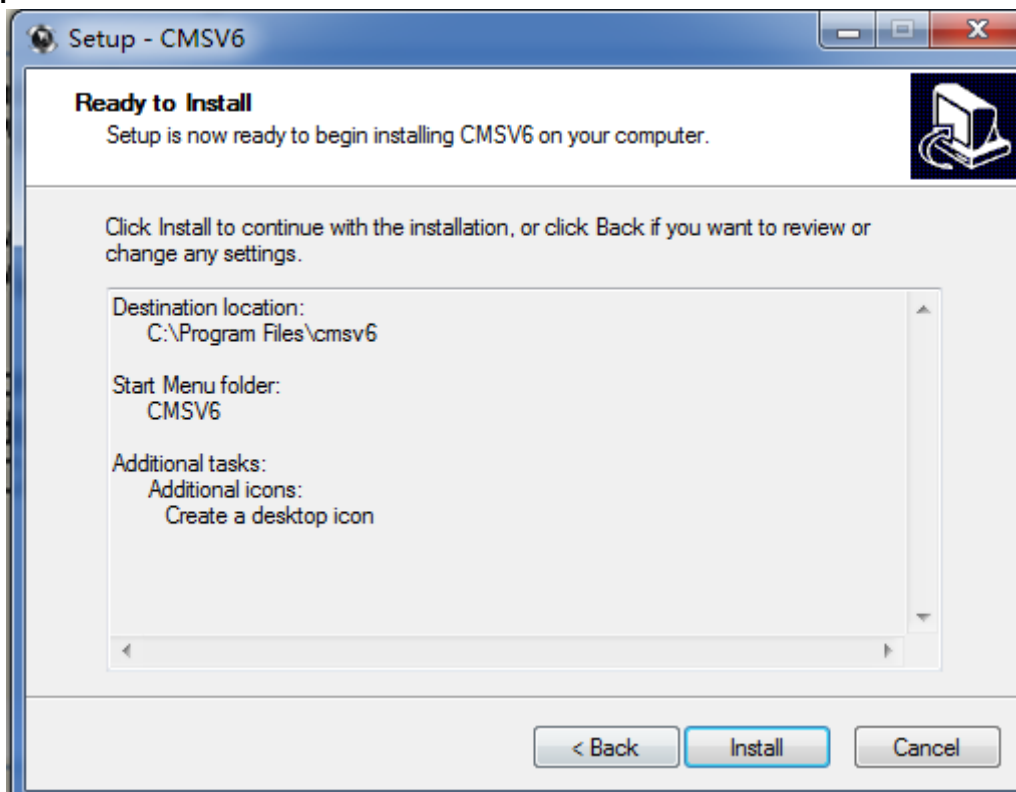 Setup - CMSV6
Ready to Install
Setup is now ready to begin installing CMSV6 on your computer.
Click Install to continue with the installation, or click Back if you want to review or
change any settings.
Destination location:
C:\Program Files\cmsv6
Start Menu folder:
CMSV6
Additional tasks:
Additional icons:
Create a desktop icon
< Back
Install
Cancel